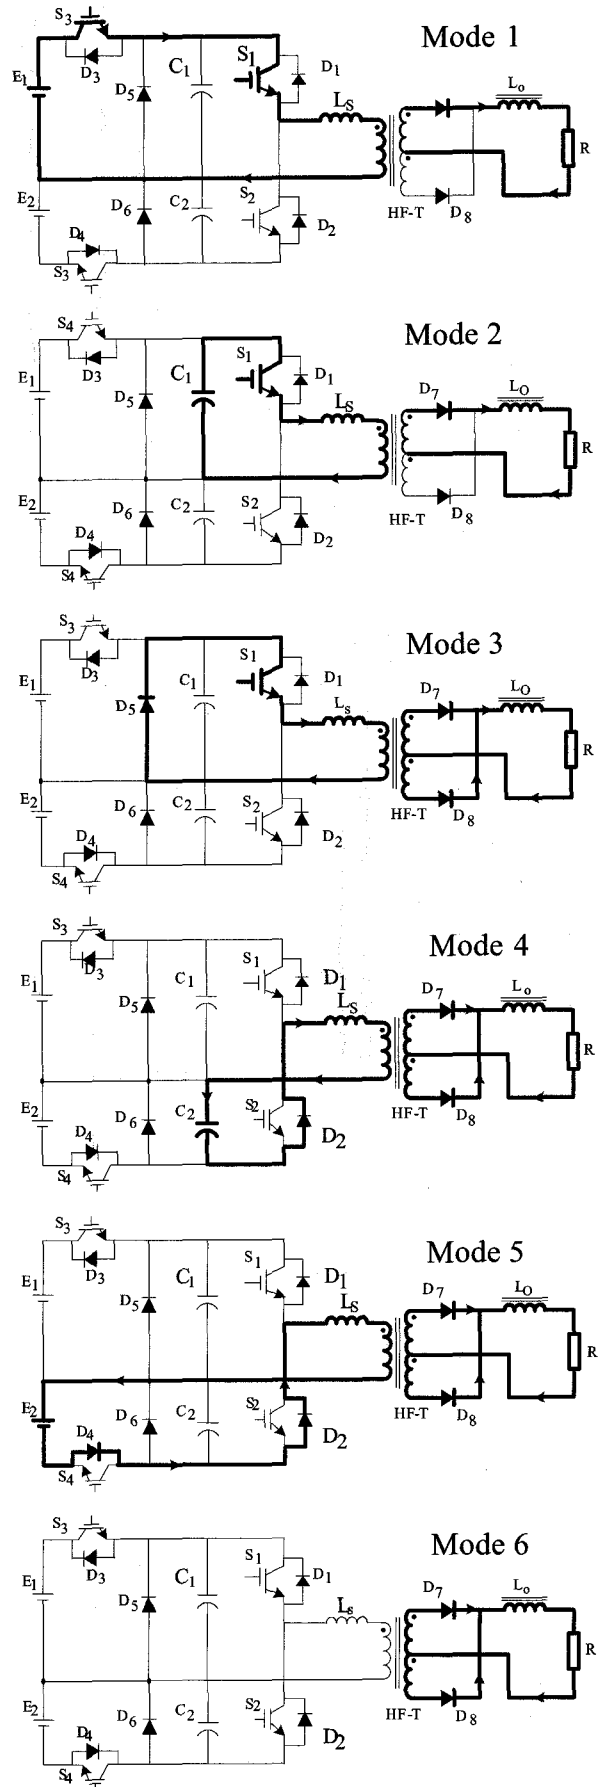 S3
Mode 1
D3
S1
D1
E1
C1
D5
LS
Lo
R
E2
S2
D6
C2
D2
D4
HF-T
D8
S3
S4
Mode 2
D3
S1
D1
E1
C1
D5
LS
D7
LO
R
E2
S2
D6
C2
D2
D4
HF-T
D8
S4
S3
Mode 3
D3
S1
D1
E1
C1
D5
Ls
D7
LO
R
E2
S2
D6
C2
D2
D4
HF-T
D8
S4
S3
Mode 4
D3
S1
D1
E1
C1
D5
LS
D7
Lo
R
E2
S2
D6
C2
D2
D4
HF-T
D8
S4
S3
Mode 5
D3
S1
D1
E1
C1
D5
LS
D7
LO
R
E2
S2
D6
C2
D2
D4
HF-T
D8
S4
S3
Mode 6
D3
S1
D1
E1
C1
D5
Ls
D7
Lo
R
E2
S2
D6
C2
D2
D4
HF-T
D8
S4